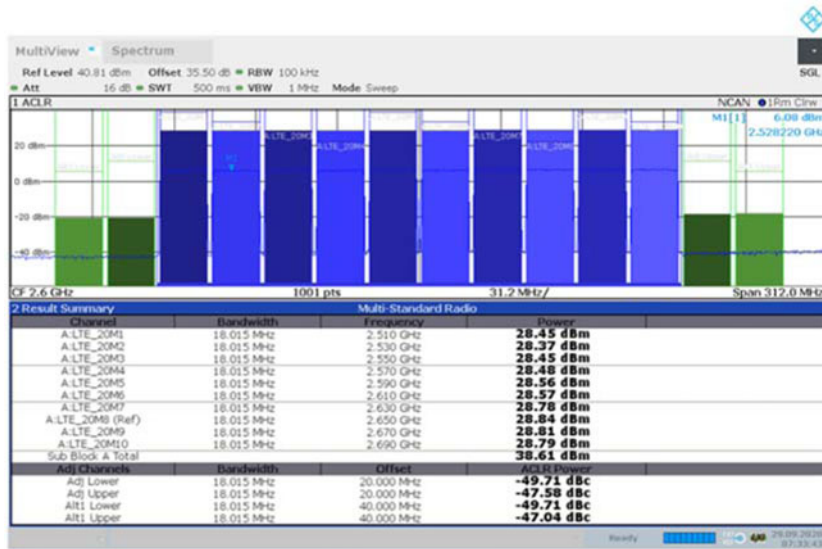 MultiView Spectrum
Ref Level 40.81 dBm Offset 35.50 dB RBW 100 kHz SGL
Att 16 dB SWT 500 ms VBW 1 MHz Mode Sweep
1 ACLR NCAN 1Rm Clrw
M1[1] 6.08 dBm
2.528220 GHz
20 dBm
A:LTE_20M3 A:LTE_20M4 A:LTE_20M7 A:LTE_20M8
M1
0 dBm
-20 dBm
-40 dBm
CF 2.6 GHz 1001 pts 31.2 MHz/ Span 312.0 MHz
2 Result Summary Multi-Standard Radio
Channel Bandwidth Frequency Power
A:LTE_20M1 18.015 MHz 2.510 GHz 28.45 dBm
A:LTE_20M2 18.015 MHz 2.530 GHz 28.37 dBm
A:LTE_20M3 18.015 MHz 2.550 GHz 28.45 dBm
A:LTE_20M4 18.015 MHz 2.570 GHz 28.48 dBm
A:LTE_20M5 18.015 MHz 2.590 GHz 28.56 dBm
A:LTE_20M6 18.015 MHz 2.610 GHz 28.57 dBm
A:LTE_20M7 18.015 MHz 2.630 GHz 28.78 dBm
A:LTE_20M8 (Ref) 18.015 MHz 2.650 GHz 28.84 dBm
A:LTE_20M9 18.015 MHz 2.670 GHz 28.81 dBm
A:LTE_20M10 18.015 MHz 2.690 GHz 28.79 dBm
Sub Block A Total 38.61 dBm
Adj Channels Bandwidth Offset ACLR Power
Adj Lower 18.015 MHz 20.000 MHz -49.71 dBc
Adj Upper 18.015 MHz 20.000 MHz -47.58 dBc
Alt1 Lower 18.015 MHz 40.000 MHz -49.71 dBc
Alt1 Upper 18.015 MHz 40.000 MHz -47.04 dBc
Ready 29.09.2020
07:33:43